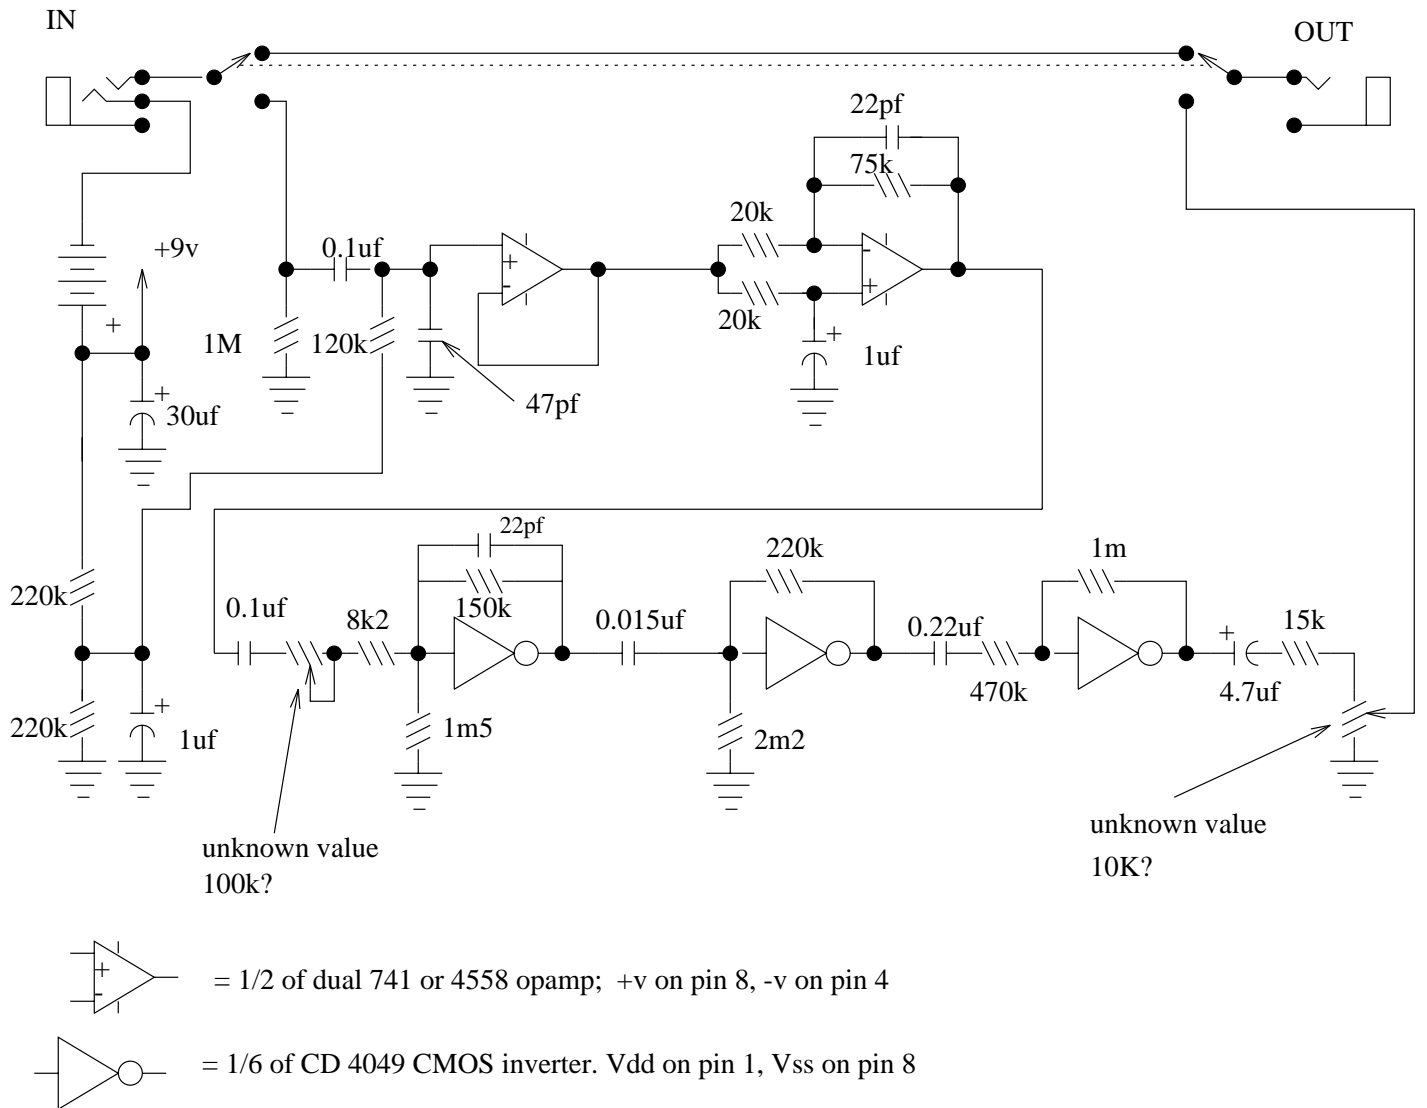 IN
OUT
22pf
75k
20k
+9v
0.1uf
+
-
-
+
+
1M
120k
20k
+
1uf
+
30uf
47pf
22pf
220k
1m
220k
0.1uf
8k2
150k
0.015uf
0.22uf
15k
+
470k
4.7uf
220k
+
1uf
1m5
2m2
unknown value
100k?
unknown value
10K?
+
-
= 1/2 of dual 741 or 4558 opamp; +v on pin 8, -v on pin 4
= 1/6 of CD 4049 CMOS inverter. Vdd on pin 1, Vss on pin 8